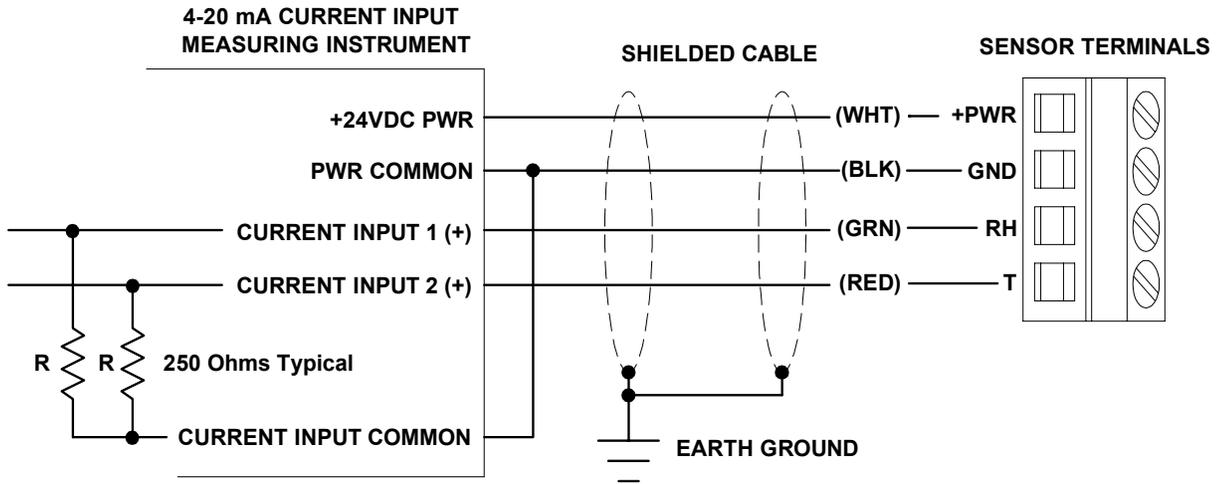 4-20 mA CURRENT INPUT
MEASURING INSTRUMENT
SHIELDED CABLE
SENSOR TERMINALS
+24VDC PWR
(WHT)
+PWR
PWR COMMON
(BLK)
GND
CURRENT INPUT 1 (+)
(GRN)
RH
CURRENT INPUT 2 (+)
(RED)
T
R
R
250 Ohms Typical
CURRENT INPUT COMMON
EARTH GROUND